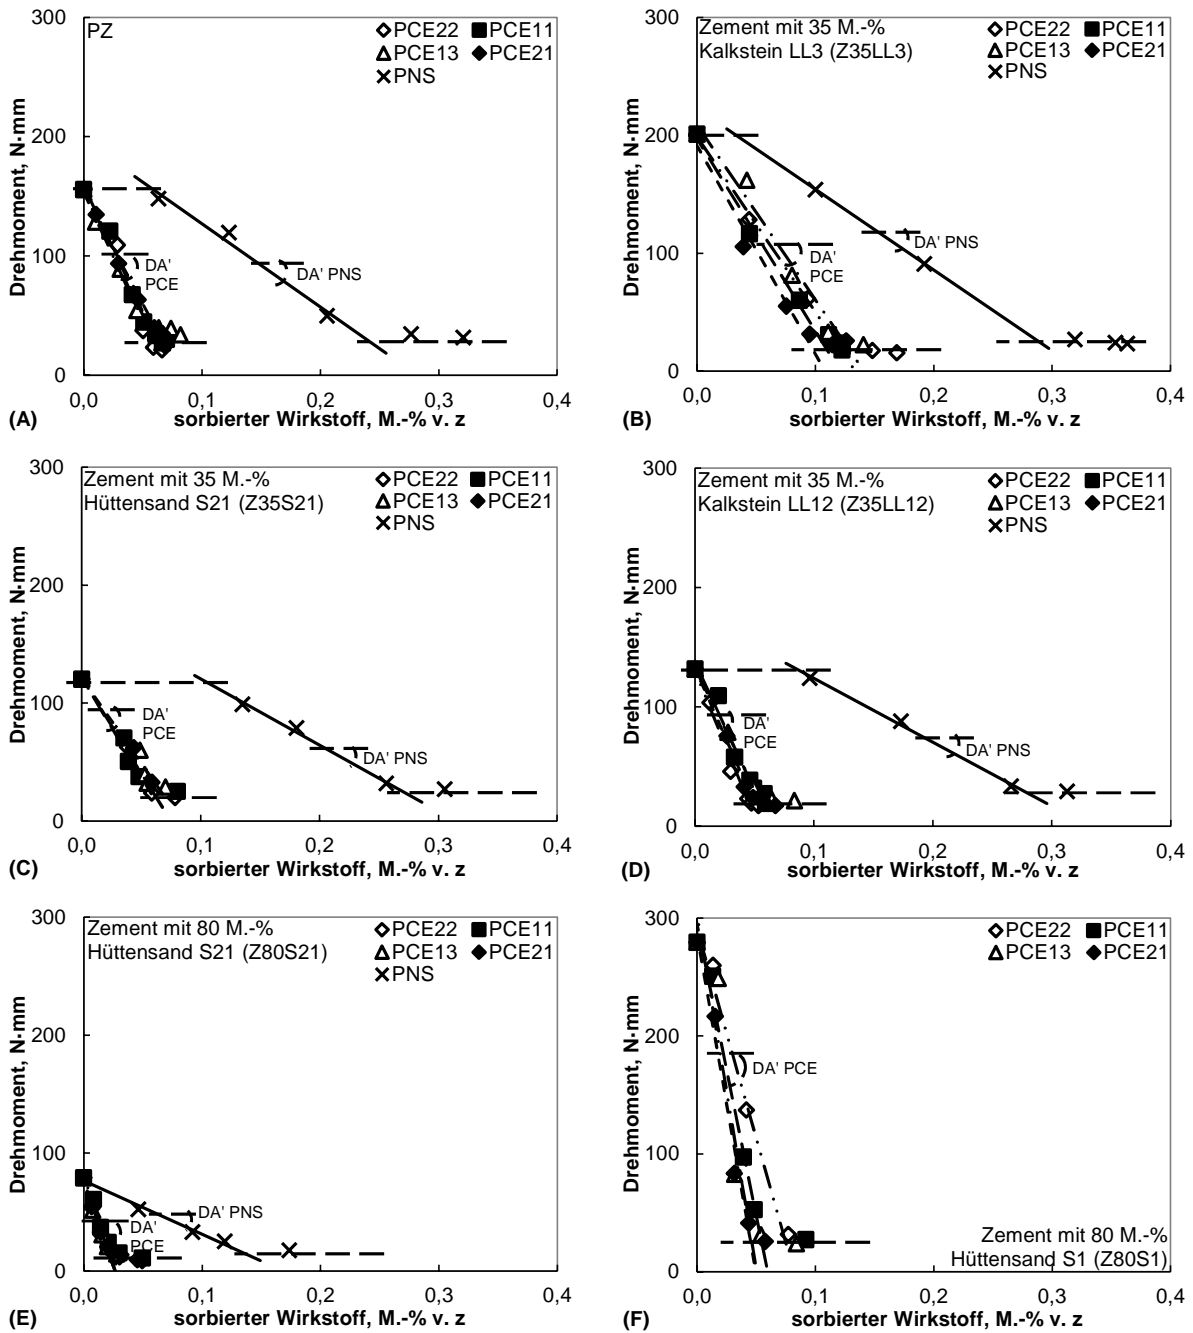 300
PZ
PCE22 PCE11
PCE13 PCE21
PNS
200
100
0
DA'
PCE
DA' PNS
Drehmoment, N·mm
0,0 0,1 0,2 0,3 0,4
(A) sorbierter Wirkstoff, M.-% v. z
300
Zement mit 35 M.-%
Kalkstein LL3 (Z35LL3)
PCE22 PCE11
PCE13 PCE21
PNS
200
100
0
DA'
PCE
DA' PNS
Drehmoment, N·mm
0,0 0,1 0,2 0,3 0,4
(B) sorbierter Wirkstoff, M.-% v. z
300
Zement mit 35 M.-%
Hüttensand S21 (Z35S21)
PCE22 PCE11
PCE13 PCE21
PNS
200
100
0
DA'
PCE
DA' PNS
Drehmoment, N·mm
0,0 0,1 0,2 0,3 0,4
(C) sorbierter Wirkstoff, M.-% v. z
300
Zement mit 35 M.-%
Kalkstein LL12 (Z35LL12)
PCE22 PCE11
PCE13 PCE21
PNS
200
100
0
DA'
PCE
DA' PNS
Drehmoment, N·mm
0,0 0,1 0,2 0,3 0,4
(D) sorbierter Wirkstoff, M.-% v. z
300
Zement mit 80 M.-%
Hüttensand S21 (Z80S21)
PCE22 PCE11
PCE13 PCE21
PNS
200
100
0
DA'
PCE
DA' PNS
Drehmoment, N·mm
0,0 0,1 0,2 0,3 0,4
(E) sorbierter Wirkstoff, M.-% v. z
300
PCE22 PCE11
PCE13 PCE21
200
100
0
DA' PCE
Zement mit 80 M.-%
Hüttensand S1 (Z80S1)
Drehmoment, N·mm
0,0 0,1 0,2 0,3 0,4
(F) sorbierter Wirkstoff, M.-% v. z